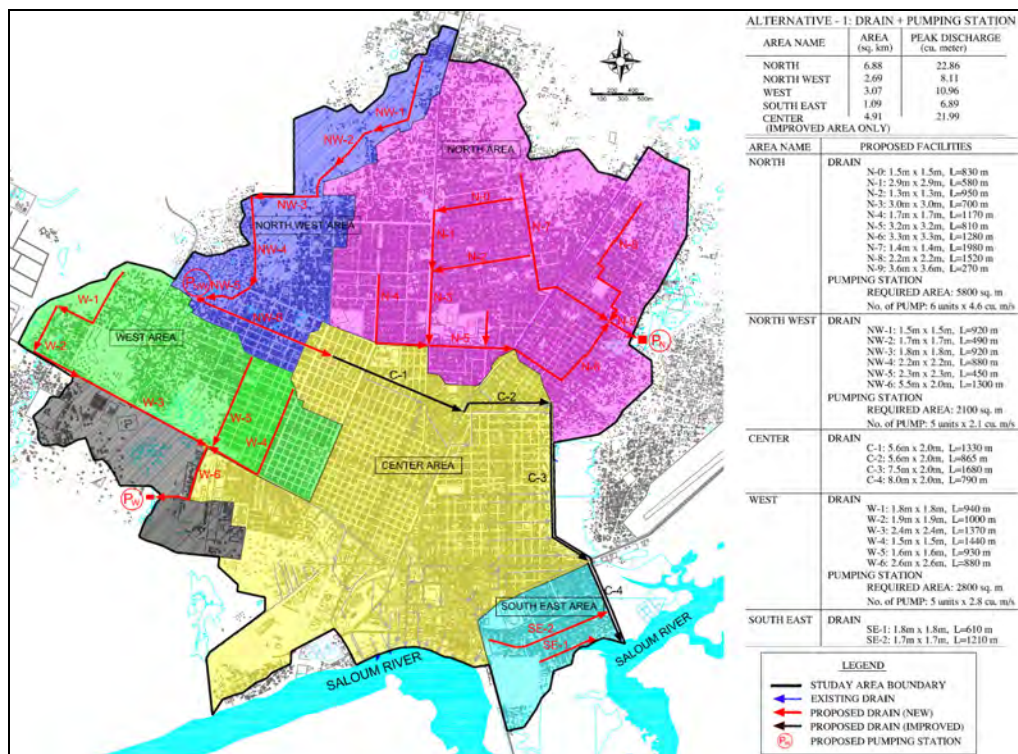 ALTERNATIVE - 1: DRAIN + PUMPING STATION
AREA NAME AREA (sq. km) PEAK DISCHARGE (cu. meter)
NORTH 6.88 22.86
NORTH WEST 2.69 8.11
WEST 3.07 10.96
SOUTH EAST 1.09 6.89
CENTER 4.91 21.99
(IMPROVED AREA ONLY)
AREA NAME PROPOSED FACILITIES
NORTH DRAIN
N-0: 1.5m x 1.5m, L=830 m
N-1: 2.9m x 2.9m, L=580 m
N-2: 1.3m x 1.3m, L=950 m
N-3: 3.0m x 3.0m, L=700 m
N-4: 1.7m x 1.7m, L=1170 m
N-5: 3.2m x 3.2m, L=810 m
N-6: 3.3m x 3.3m, L=1280 m
N-7: 1.4m x 1.4m, L=1980 m
N-8: 2.2m x 2.2m, L=1520 m
N-9: 3.6m x 3.6m, L=270 m
PUMPING STATION
REQUIRED AREA: 5800 sq. m
No. of PUMP: 6 units x 4.6 cu. m/s
NORTH WEST DRAIN
NW-1: 1.5m x 1.5m, L=920 m
NW-2: 1.7m x 1.7m, L=490 m
NW-3: 1.8m x 1.8m, L=920 m
NW-4: 2.2m x 2.2m, L=880 m
NW-5: 2.3m x 2.3m, L=450 m
NW-6: 5.5m x 2.0m, L=1300 m
PUMPING STATION
REQUIRED AREA: 2100 sq. m
No. of PUMP: 5 units x 2.1 cu. m/s
CENTER DRAIN
C-1: 5.6m x 2.0m, L=1330 m
C-2: 5.6m x 2.0m, L=865 m
C-3: 7.5m x 2.0m, L=1680 m
C-4: 8.0m x 2.0m, L=790 m
WEST DRAIN
W-1: 1.8m x 1.8m, L=940 m
W-2: 1.9m x 1.9m, L=1000 m
W-3: 2.4m x 2.4m, L=1370 m
W-4: 1.5m x 1.5m, L=1440 m
W-5: 1.6m x 1.6m, L=930 m
W-6: 2.6m x 2.6m, L=880 m
PUMPING STATION
REQUIRED AREA: 2800 sq. m
No. of PUMP: 5 units x 2.8 cu. m/s
SOUTH EAST DRAIN
SE-1: 1.8m x 1.8m, L=610 m
SE-2: 1.7m x 1.7m, L=1210 m
LEGEND
STUDAY AREA BOUNDARY
EXISTING DRAIN
PROPOSED DRAIN (NEW)
PROPOSED DRAIN (IMPROVED)
PROPOSED PUMPING STATION
N
NW-1
NW-2
NORTH AREA
NW-3
N-0
NORTH WEST AREA
N-1
N-7
N-8
NW-4
W-1
N-4
N-3
WEST AREA
N-5
PN
W-2
C-1
C-2
W-3
W-5
W-4
CENTER AREA
C-3
W-6
PW
C-4
SOUTH EAST AREA
SE-2
SE-1
SALOUM RIVER
SALOUM RIVER